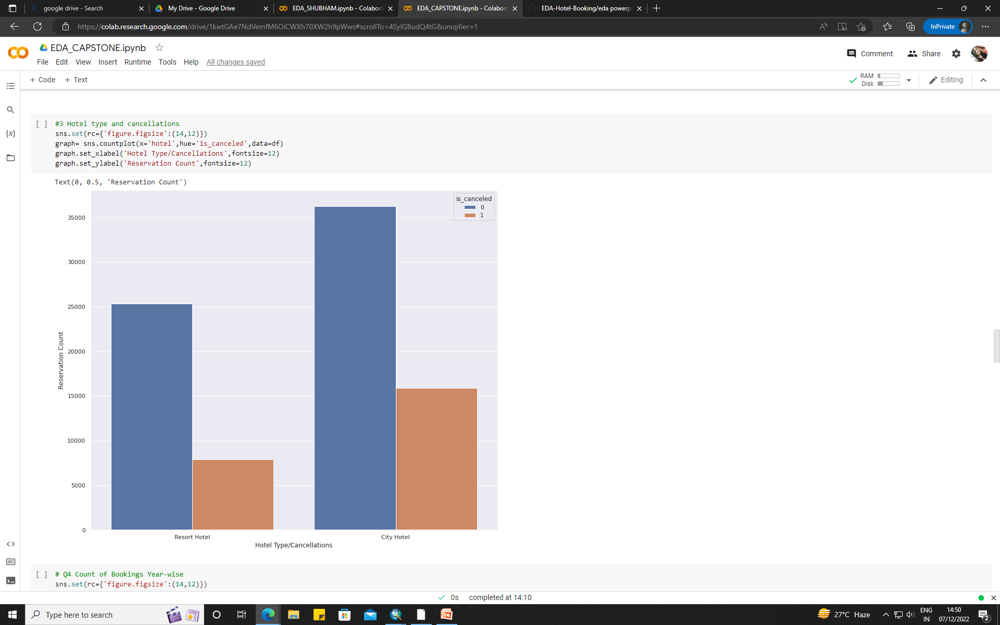 google drive - Search
My Drive - Google Drive
EDA_SHUBHAM.ipynb - Colabora
EDA_CAPSTONE.ipynb - Colabora
EDA-Hotel-Booking/eda powerp
https://colab.research.google.com/drive/1kwtGAe7NdVemfM6OiCWXh70XW2h9pWws#scrollTo=4SylGBudQ4tG&uniqifier=1
InPrivate
EDA_CAPSTONE.ipynb
File Edit View Insert Runtime Tools Help All changes saved
Comment
Share
+ Code + Text
RAM
Disk
Editing
{x}
[ ] #3 Hotel type and cancellations
sns.set(rc={'figure.figsize':(14,12)})
graph= sns.countplot(x='hotel',hue='is_canceled',data=df)
graph.set_xlabel('Hotel Type/Cancellations',fontsize=12)
graph.set_ylabel('Reservation Count',fontsize=12)
Text(0, 0.5, 'Reservation Count')
is_canceled
0
1
35000
30000
25000
20000
15000
10000
5000
0
Reservation Count
Resort Hotel
City Hotel
Hotel Type/Cancellations
[ ] # Q4 Count of Bookings Year-wise
sns.set(rc={'figure.figsize':(14,12)})
0s completed at 14:10
Type here to search
27°C Haze
ENG
IN
14:50
07/12/2022
2